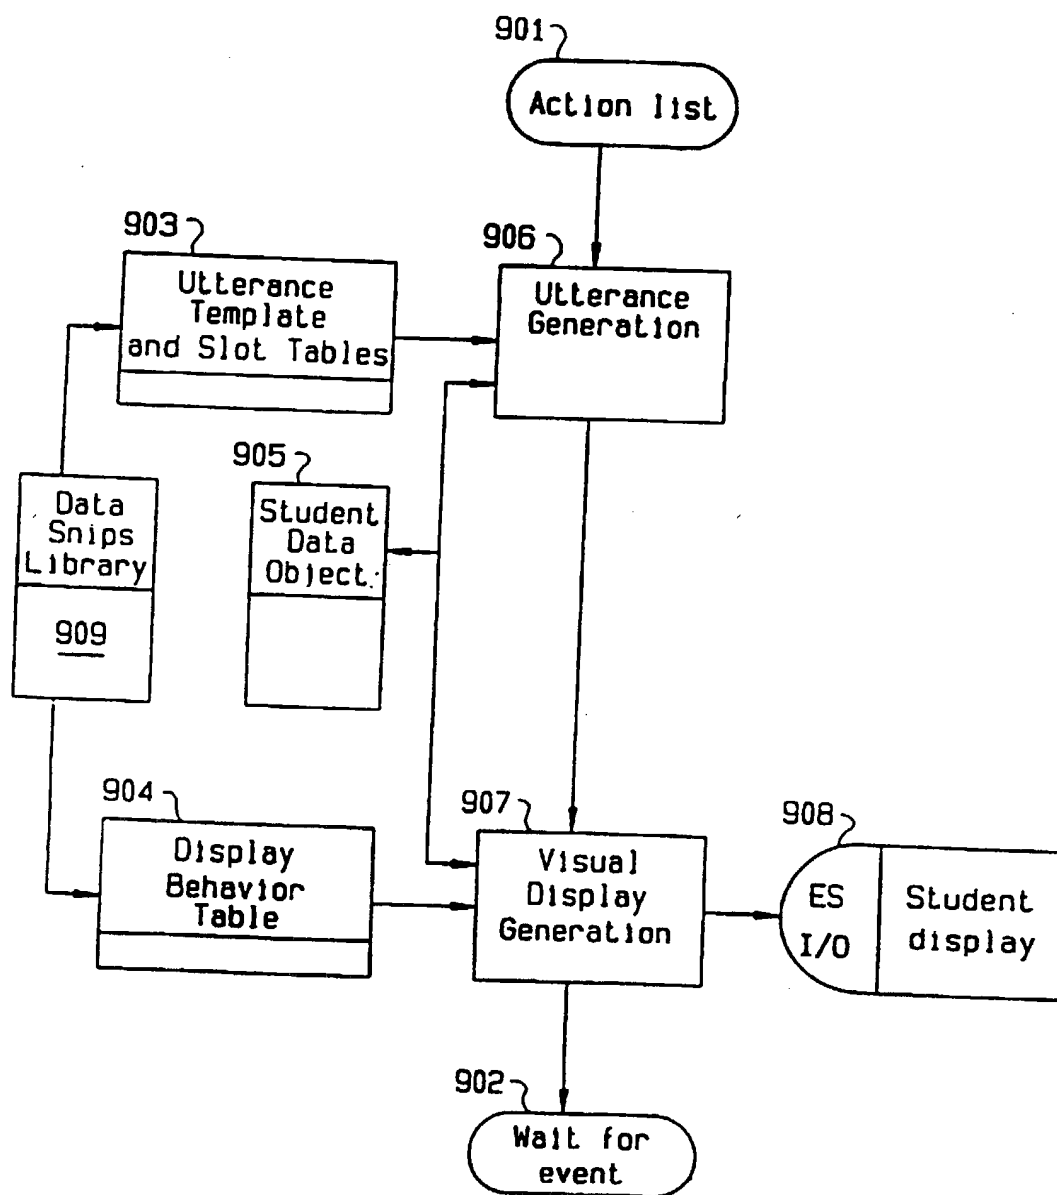 901
Action list
903
Utterance
Template
and Slot Tables
906
Utterance
Generation
905
Student
Data
Object
Data
Snips
Library
909
904
Display
Behavior
Table
907
Visual
Display
Generation
908
ES
I/O
Student
display
902
Wait for
event